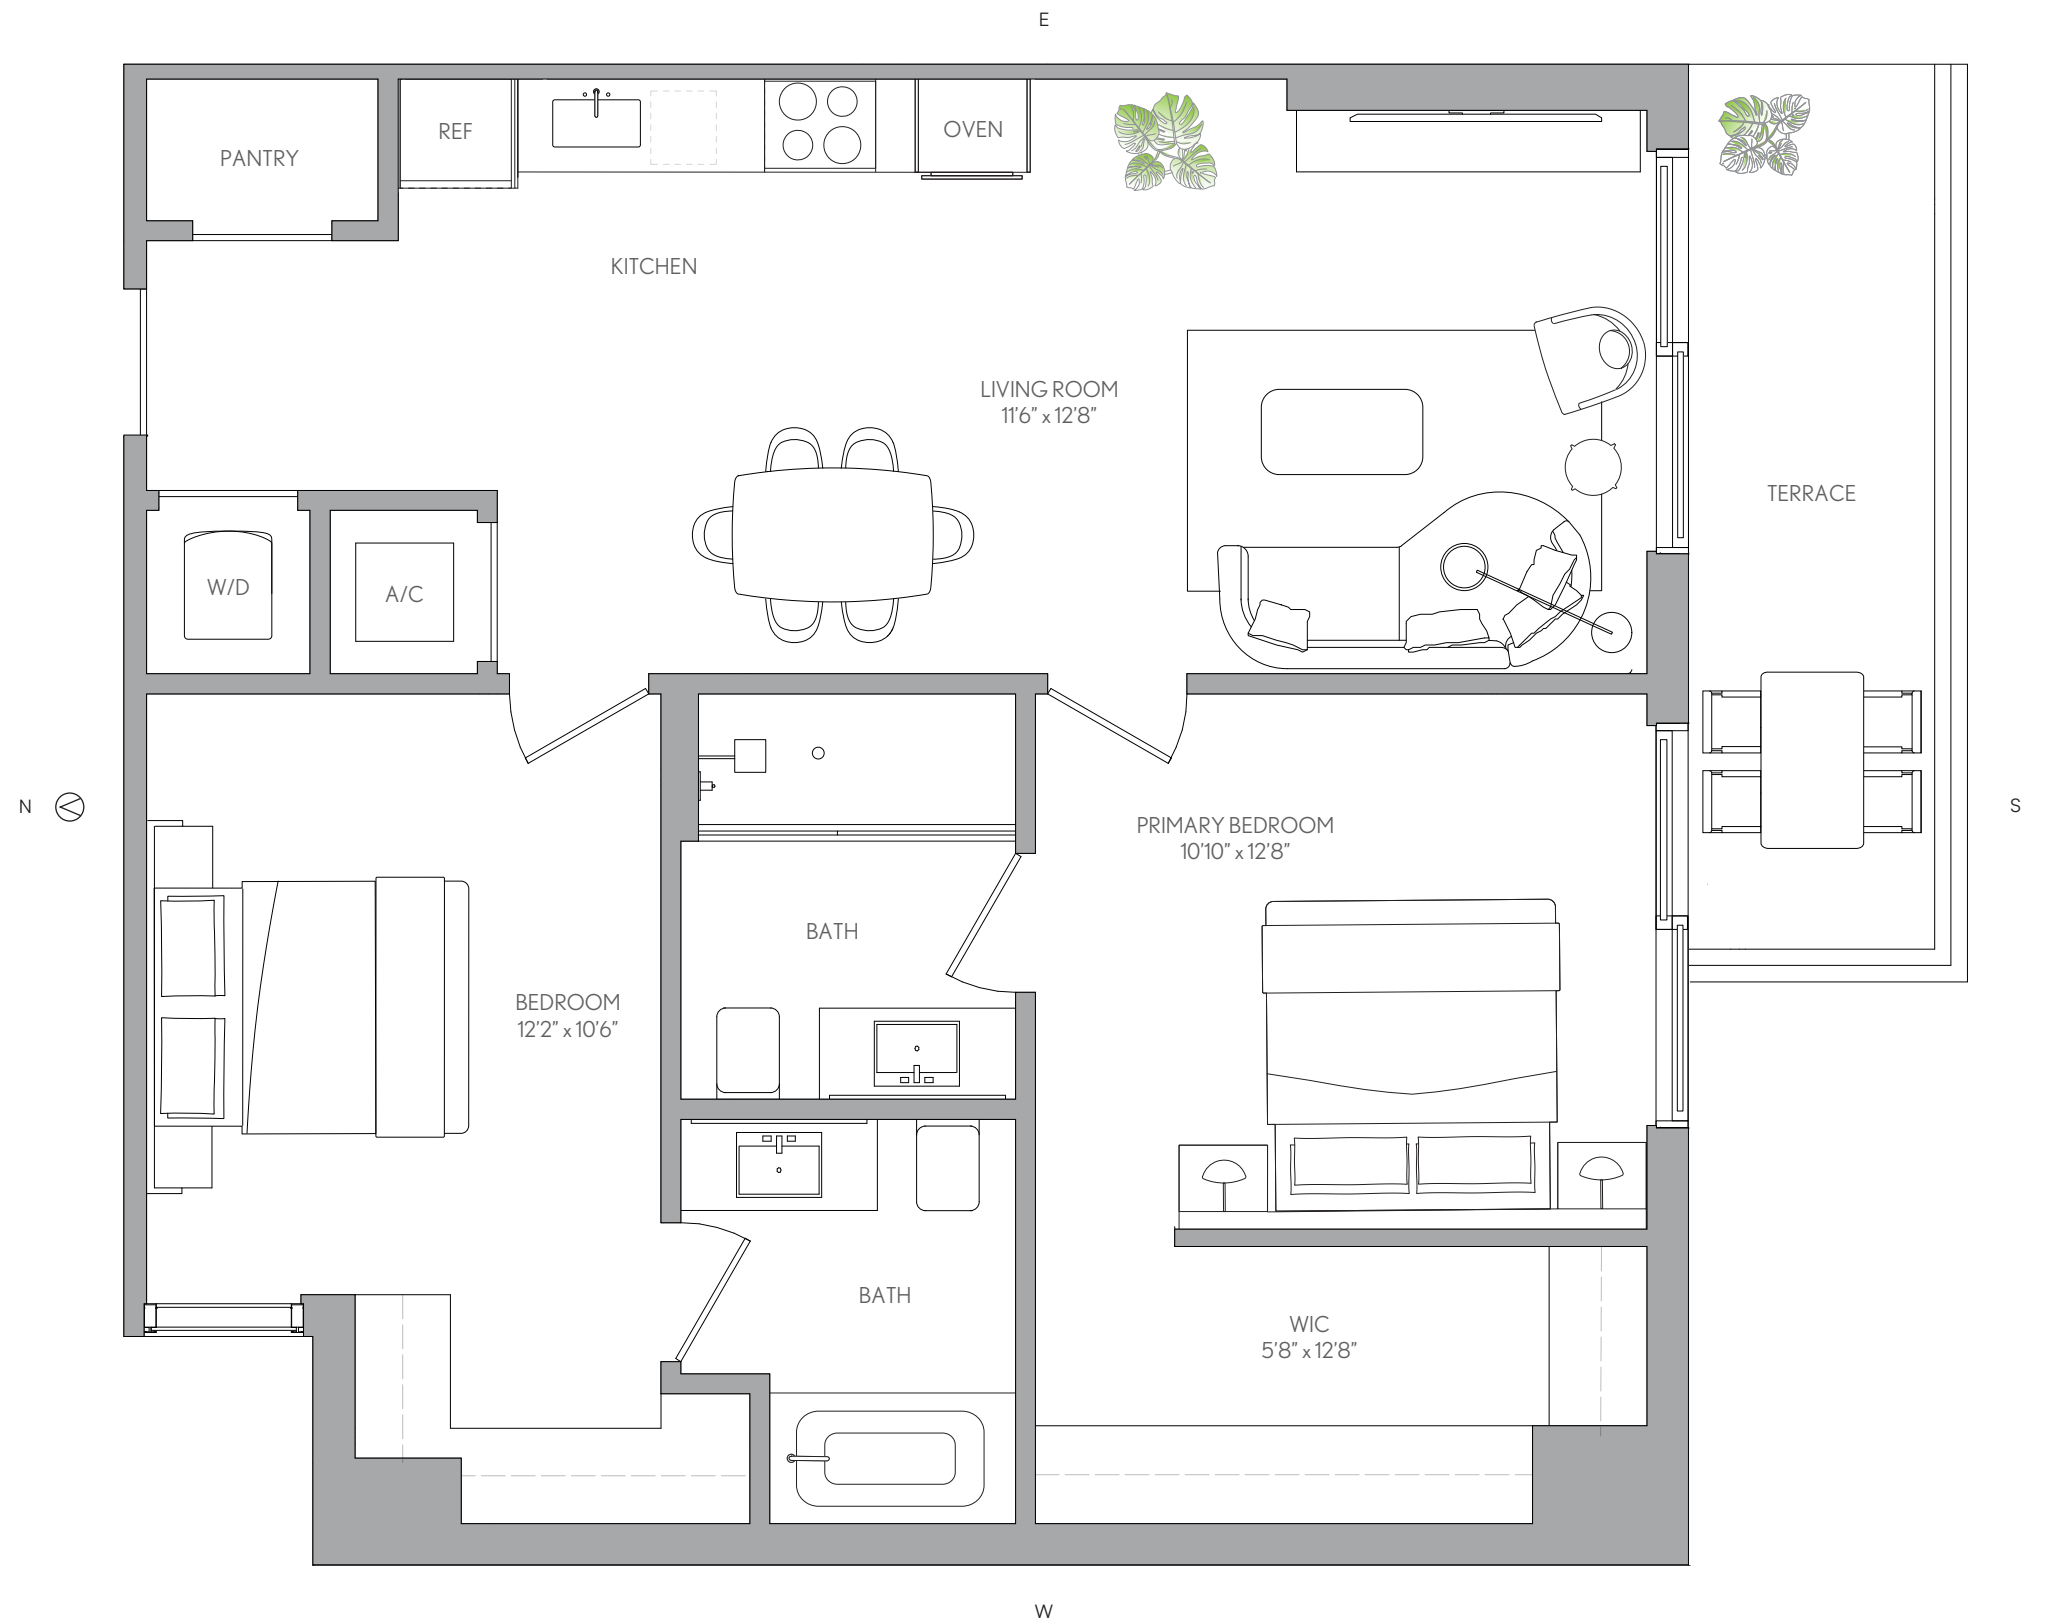 E
PANTRY
REF
OVEN
KITCHEN
LIVING ROOM
11'6” x 12'8”
TERRACE
W/D
A/C
N
S
PRIMARY BEDROOM
10'10” x 12'8”
BATH
BEDROOM
12'2” x 10'6”
BATH
WIC
5'8” x 12'8”
W